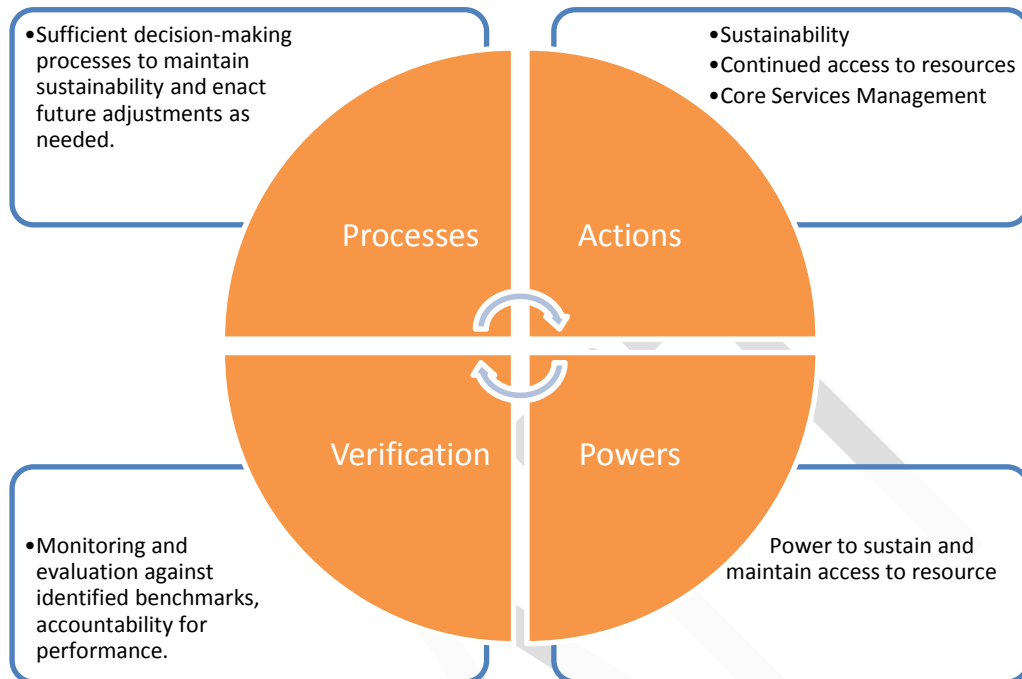 •Sufficient decision-making
processes to maintain
sustainability and enact
future adjustments as
needed.
•Sustainability
•Continued access to resources
•Core Services Management
Processes
Actions
Verification
Powers
•Monitoring and
evaluation against
identified benchmarks,
accountability for
performance.
Power to sustain and
maintain access to resource